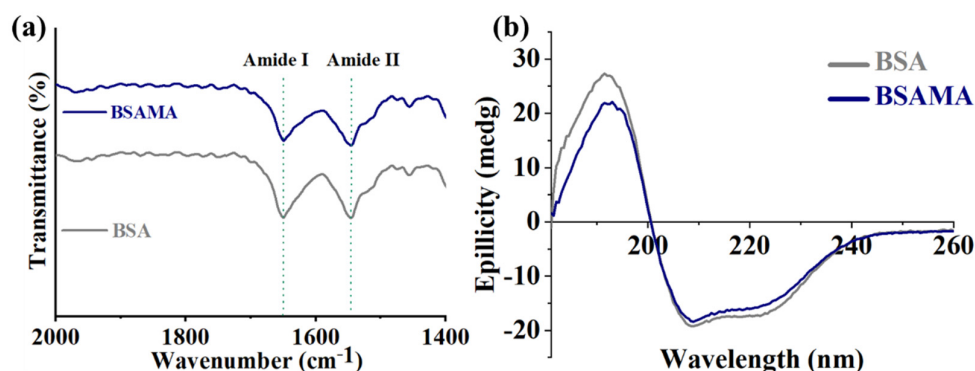 (a)
Amide I Amide II
BSAMA
BSA
Transmittance (%)
2000 1800 1600 1400
Wavenumber (cm-1)
(b)
BSA
BSAMA
30
20
10
0
-10
-20
200 220 240 260
Epillicity (medg)
Wavelength (nm)